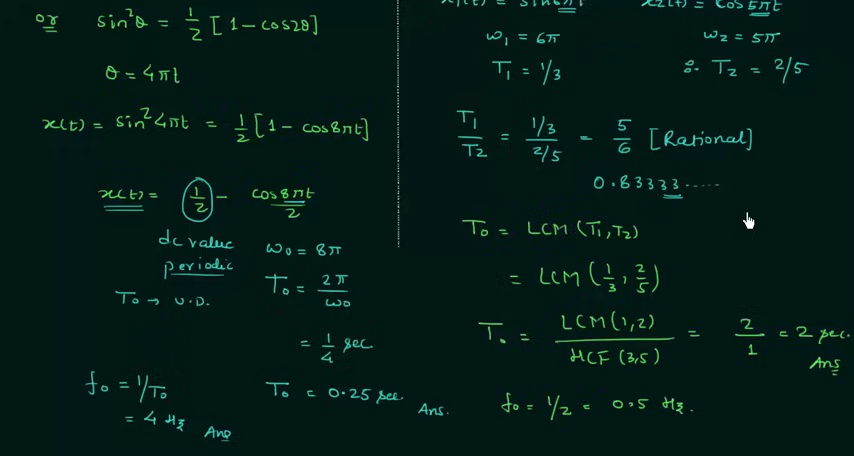 or sin²θ = 1/2 [1 - cos2θ]
θ = 4πt
x(t) = sin²4πt = 1/2 [1 - cos8πt]
x(t) = 1/2 - cos8πt/2
dc value
periodic
T₀ → U.D.
ω₀ = 8π
T₀ = 2π/ω₀
= 1/4 sec
T₀ = 0.25 sec Ans.
f₀ = 1/T₀
= 4 Hz Ans
x₁(t) = sin6πt x₂(t) = cos5πt
ω₁ = 6π ω₂ = 5π
T₁ = 1/3 ∴ T₂ = 2/5
T₁/T₂ = (1/3)/(2/5) = 5/6 [Rational]
0.83333.....
T₀ = LCM (T₁,T₂)
= LCM (1/3, 2/5)
T₀ = LCM(1,2)/HCF(3,5) = 2/1 = 2 sec.
Ans
f₀ = 1/2 = 0.5 Hz.